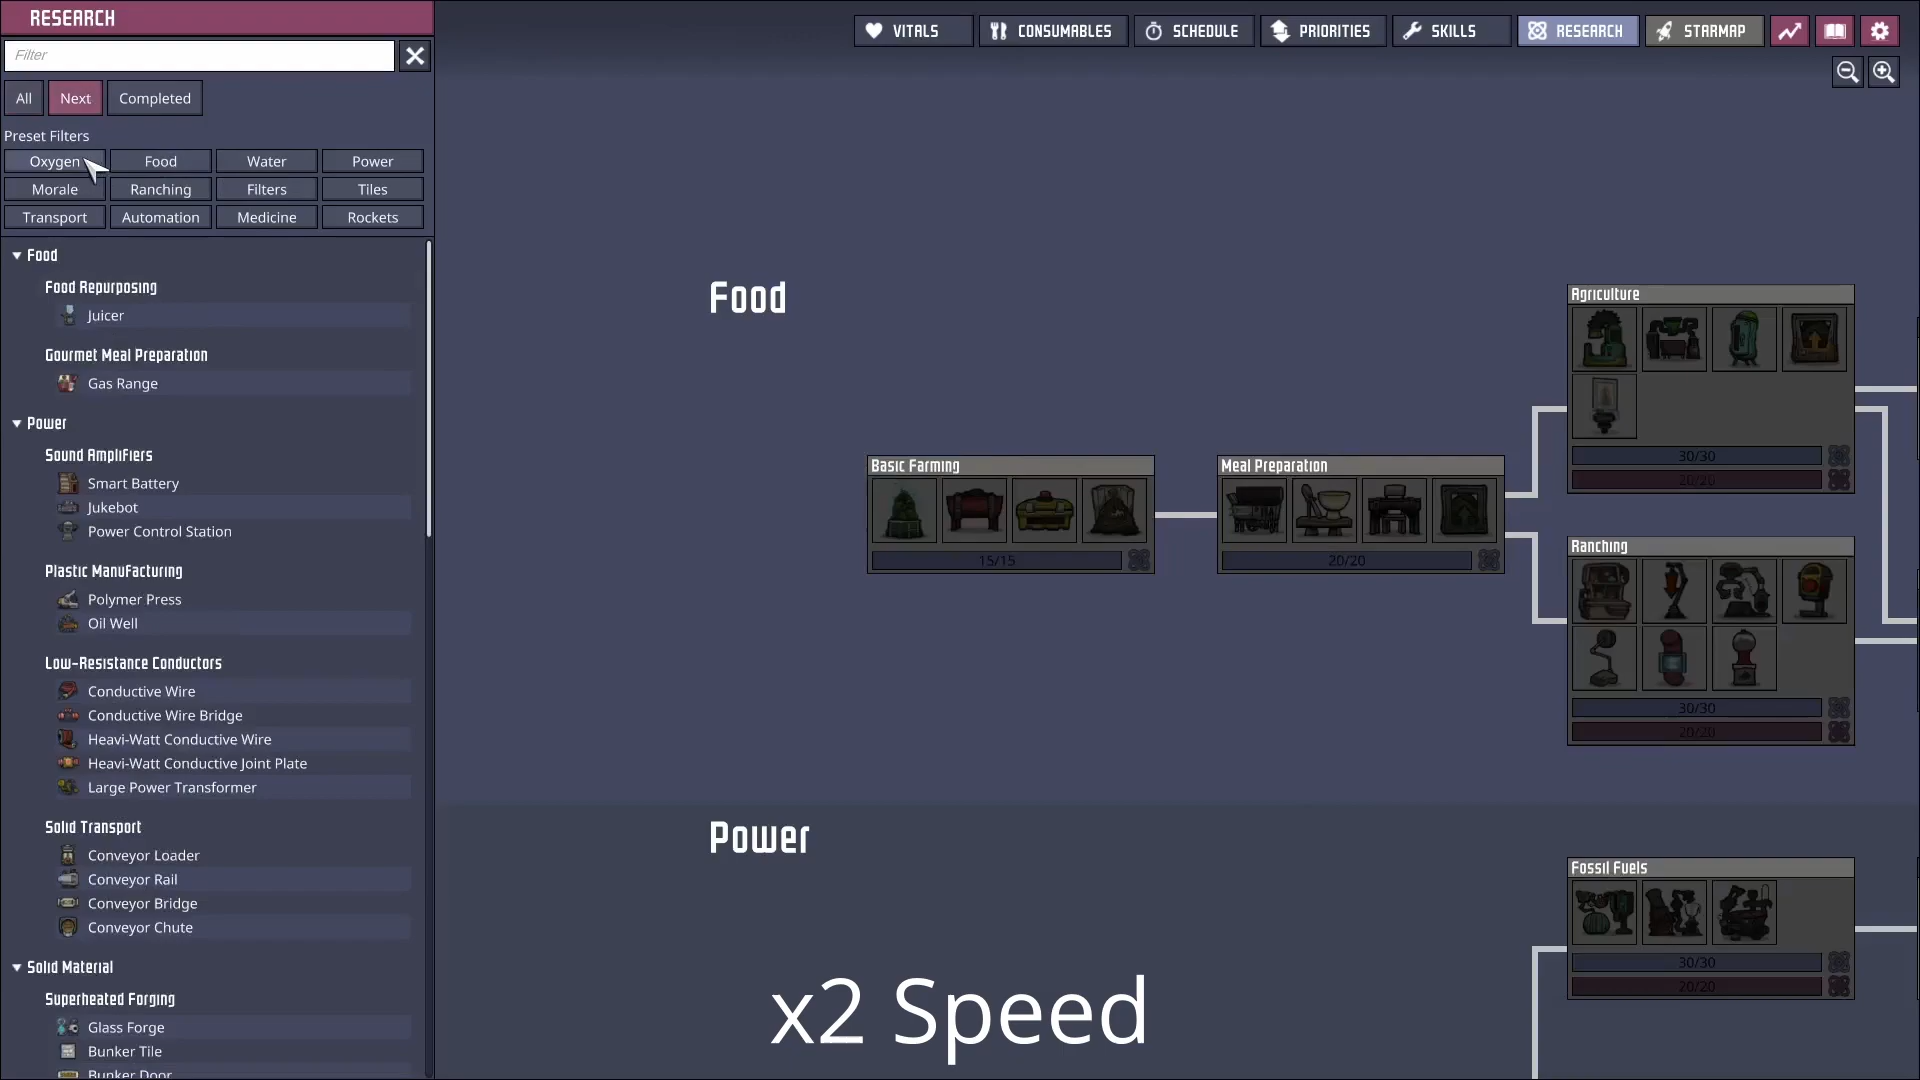 RESEARCH
VITALS
CONSUMABLES
SCHEDULE
PRIORITIES
SKILLS
RESEARCH
STARMAP
Filter
All
Next
Completed
Preset Filters
Oxygen
Food
Water
Power
Morale
Ranching
Filters
Tiles
Transport
Automation
Medicine
Rockets
Food
Food Repurposing
Juicer
Gourmet Meal Preparation
Gas Range
Power
Sound Amplifiers
Smart Battery
Jukebot
Power Control Station
Plastic Manufacturing
Polymer Press
Oil Well
Low-Resistance Conductors
Conductive Wire
Conductive Wire Bridge
Heavi-Watt Conductive Wire
Heavi-Watt Conductive Joint Plate
Large Power Transformer
Solid Transport
Conveyor Loader
Conveyor Rail
Conveyor Bridge
Conveyor Chute
Solid Material
Superheated Forging
Glass Forge
Bunker Tile
Bunker Door
Food
Basic Farming
15/15
Meal Preparation
20/20
Agriculture
30/30
20/20
Ranching
30/30
20/20
Power
Fossil Fuels
30/30
20/20
x2 Speed